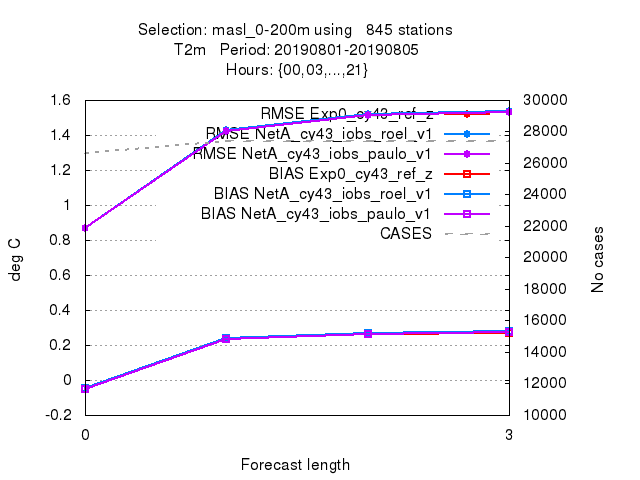 Selection: masl_0-200m using 845 stations
T2m Period: 20190801-20190805
Hours: {00,03,...,21}
1.6
1.4
1.2
1
0.8
0.6
0.4
0.2
0
-0.2
deg C
RMSE Exp0_cy43_ref_z
RMSE NetA_cy43_iobs_roel_v1
RMSE NetA_cy43_iobs_paulo_v1
BIAS Exp0_cy43_ref_z
BIAS NetA_cy43_iobs_roel_v1
BIAS NetA_cy43_iobs_paulo_v1
CASES
30000
28000
26000
24000
22000
20000
18000
16000
14000
12000
10000
No cases
0
3
Forecast length